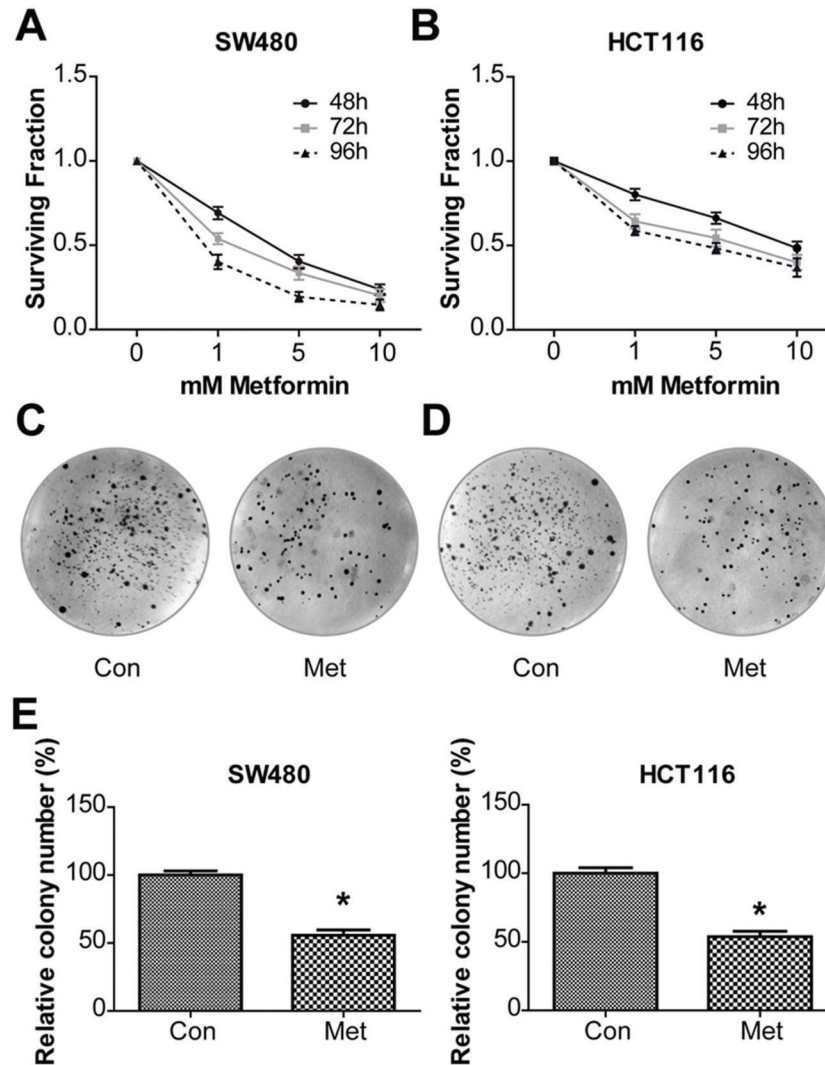 A
SW480
1.5
1.0
0.5
0.0
Surviving Fraction
48h
72h
96h
0 1 5 10
mM Metformin
B
HCT116
1.5
1.0
0.5
0.0
Surviving Fraction
48h
72h
96h
0 1 5 10
mM Metformin
C
Con Met
D
Con Met
E
SW480
Relative colony number (%)
150
100
50
0
*
Con Met
HCT116
Relative colony number (%)
150
100
50
0
*
Con Met